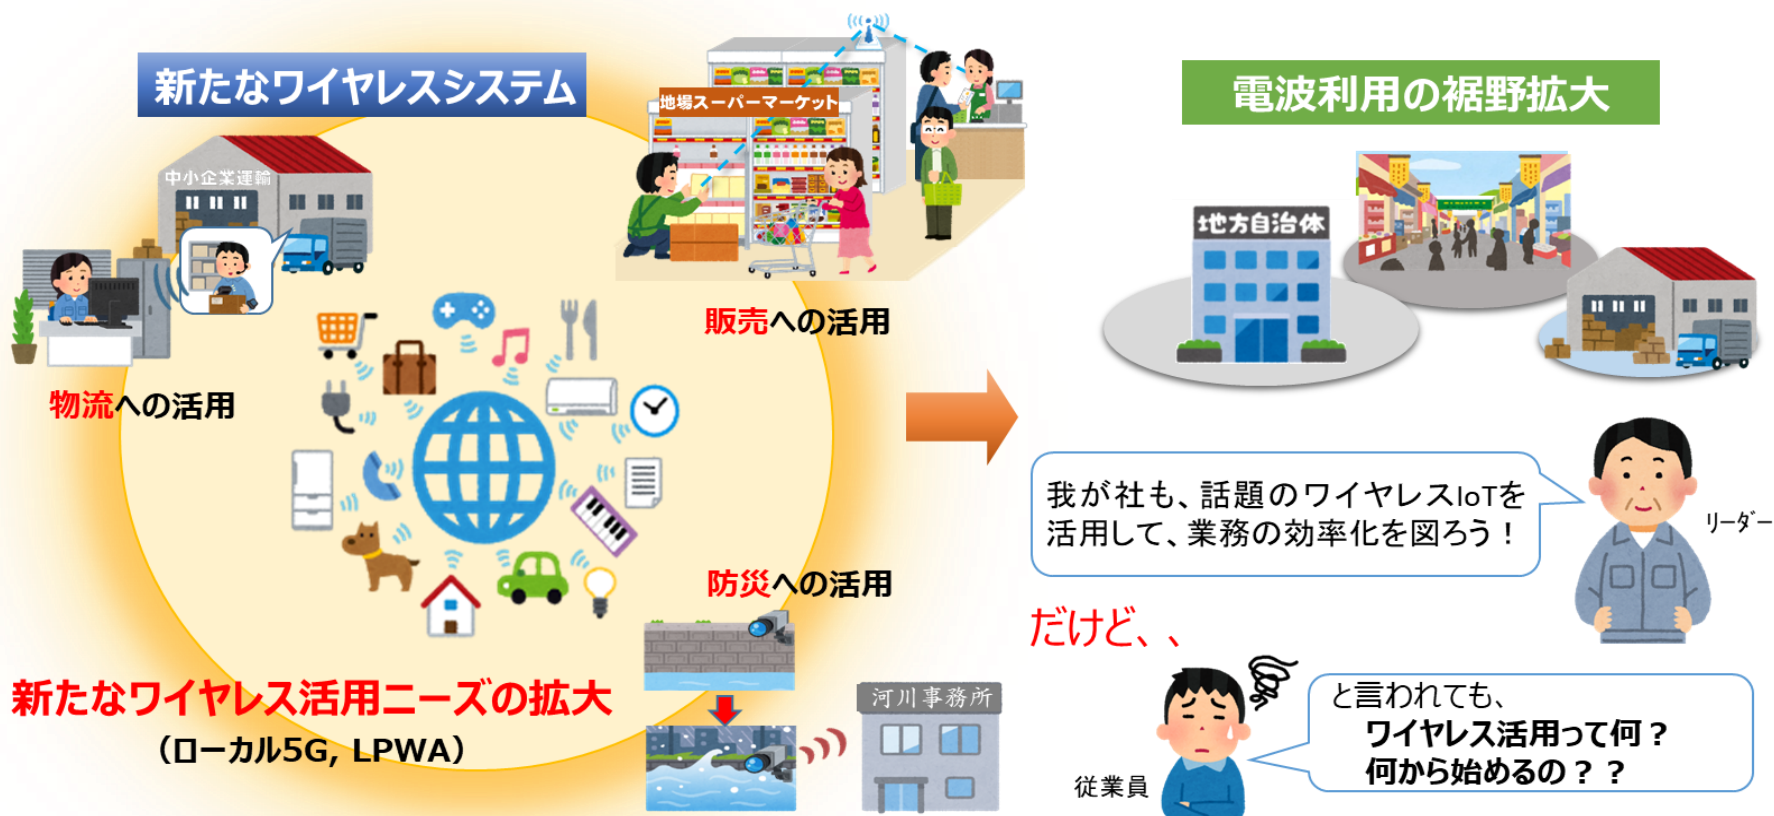 新たなワイヤレスシステム
地場スーパーマーケット
中小企業運輸
販売への活用
物流への活用
防災への活用
河川事務所
新たなワイヤレス活用ニーズの拡大
（ローカル5G, LPWA）
電波利用の裾野拡大
地方自治体
我が社も、話題のワイヤレスIoTを
活用して、業務の効率化を図ろう！
リーダー
だけど、、
と言われても、
ワイヤレス活用って何？
何から始めるの？？
従業員